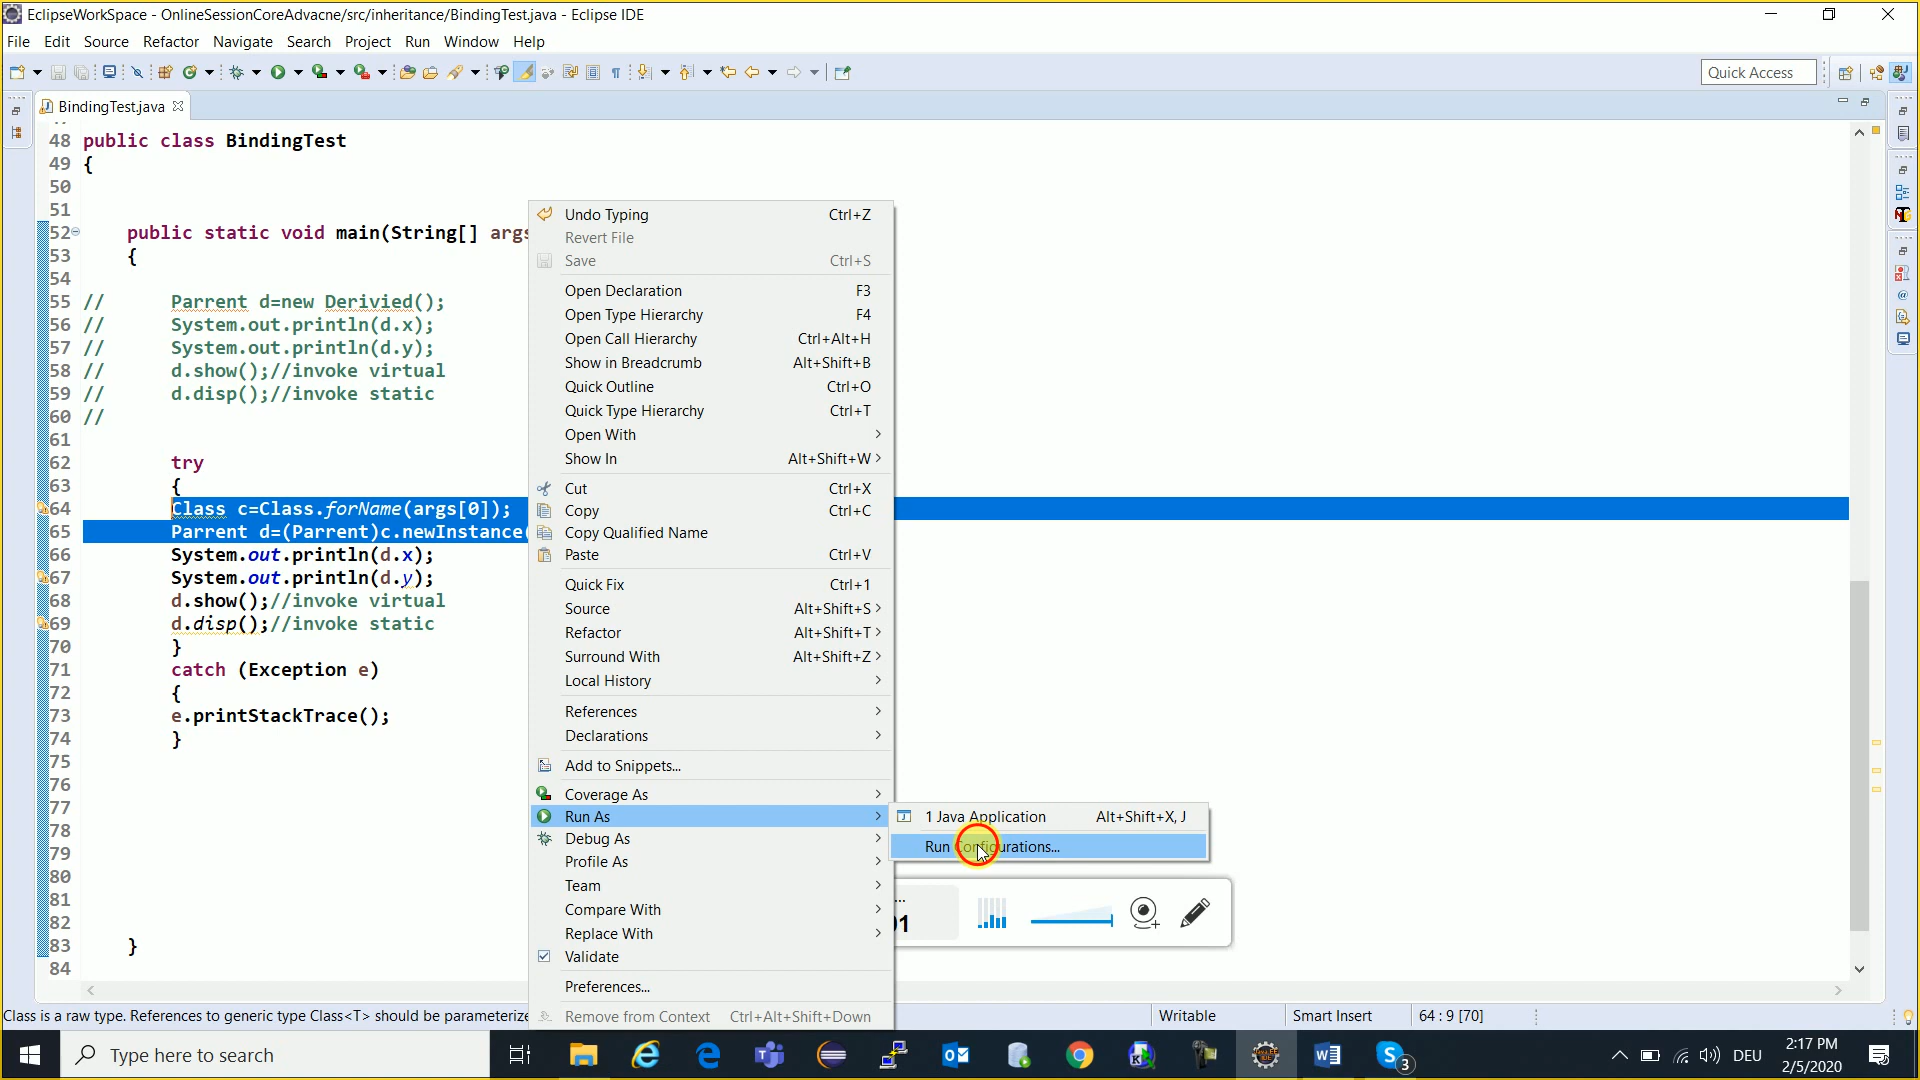 EclipseWorkSpace - OnlineSessionCoreAdvacne/src/inheritance/BindingTest.java - Eclipse IDE
File Edit Source Refactor Navigate Search Project Run Window Help
Quick Access
BindingTest.java
48 public class BindingTest
49 {
50
51
52 public static void main(String[] args
53 {
54
55 // Parrent d=new Derivied();
56 // System.out.println(d.x);
57 // System.out.println(d.y);
58 // d.show();//invoke virtual
59 // d.disp();//invoke static
60 //
61
62 try
63 {
64 Class c=Class.forName(args[0]);
65 Parrent d=(Parrent)c.newInstance(
66 System.out.println(d.x);
67 System.out.println(d.y);
68 d.show();//invoke virtual
69 d.disp();//invoke static
70 }
71 catch (Exception e)
72 {
73 e.printStackTrace();
74 }
75
76
77
78
79
80
81
82
83 }
84
Undo Typing Ctrl+Z
Revert File
Save Ctrl+S
Open Declaration F3
Open Type Hierarchy F4
Open Call Hierarchy Ctrl+Alt+H
Show in Breadcrumb Alt+Shift+B
Quick Outline Ctrl+O
Quick Type Hierarchy Ctrl+T
Open With
Show In Alt+Shift+W
Cut Ctrl+X
Copy Ctrl+C
Copy Qualified Name
Paste Ctrl+V
Quick Fix Ctrl+1
Source Alt+Shift+S
Refactor Alt+Shift+T
Surround With Alt+Shift+Z
Local History
References
Declarations
Add to Snippets...
Coverage As
Run As
Debug As
Profile As
Team
Compare With
Replace With
Validate
Preferences...
Remove from Context Ctrl+Alt+Shift+Down
1 Java Application Alt+Shift+X, J
Run Configurations...
Class is a raw type. References to generic type Class<T> should be parameterize
Writable Smart Insert 64 : 9 [70]
Type here to search
3
DEU
2:17 PM
2/5/2020